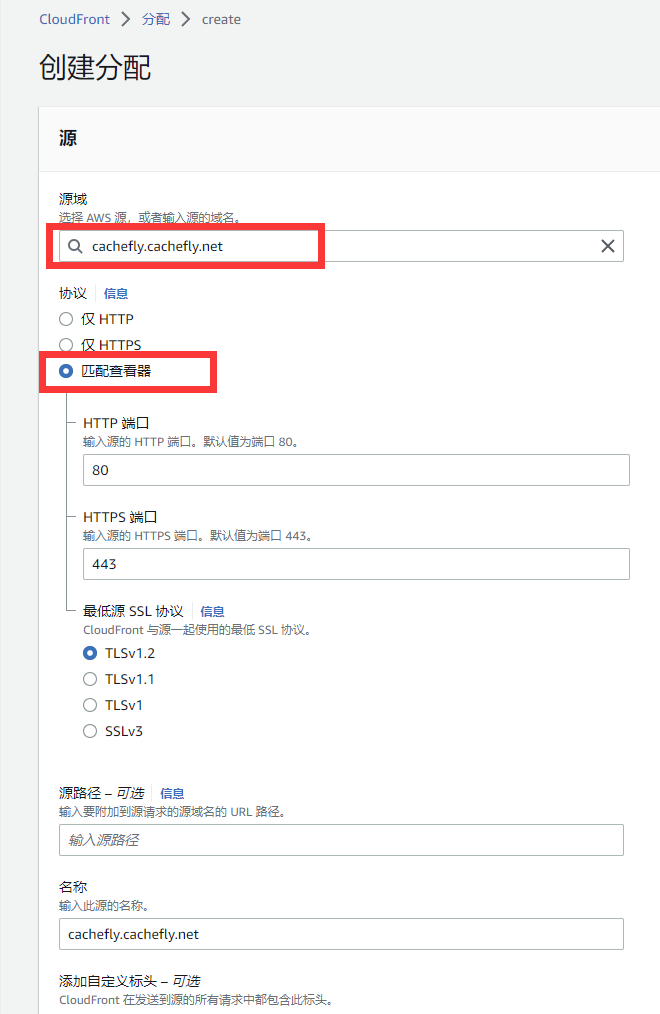 CloudFront > 分配 > create
创建分配
源
源域
选择 AWS 源，或者输入源的域名。
cachefly.cachefly.net
协议 信息
仅 HTTP
仅 HTTPS
匹配查看器
HTTP 端口
输入源的 HTTP 端口。默认值为端口 80。
80
HTTPS 端口
输入源的 HTTPS 端口。默认值为端口 443。
443
最低源 SSL 协议 信息
CloudFront 与源一起使用的最低 SSL 协议。
TLSv1.2
TLSv1.1
TLSv1
SSLv3
源路径 – 可选 信息
输入要附加到源请求的源域名的 URL 路径。
输入源路径
名称
输入此源的名称。
cachefly.cachefly.net
添加自定义标头 – 可选
CloudFront 在发送到源的所有请求中都包含此标头。